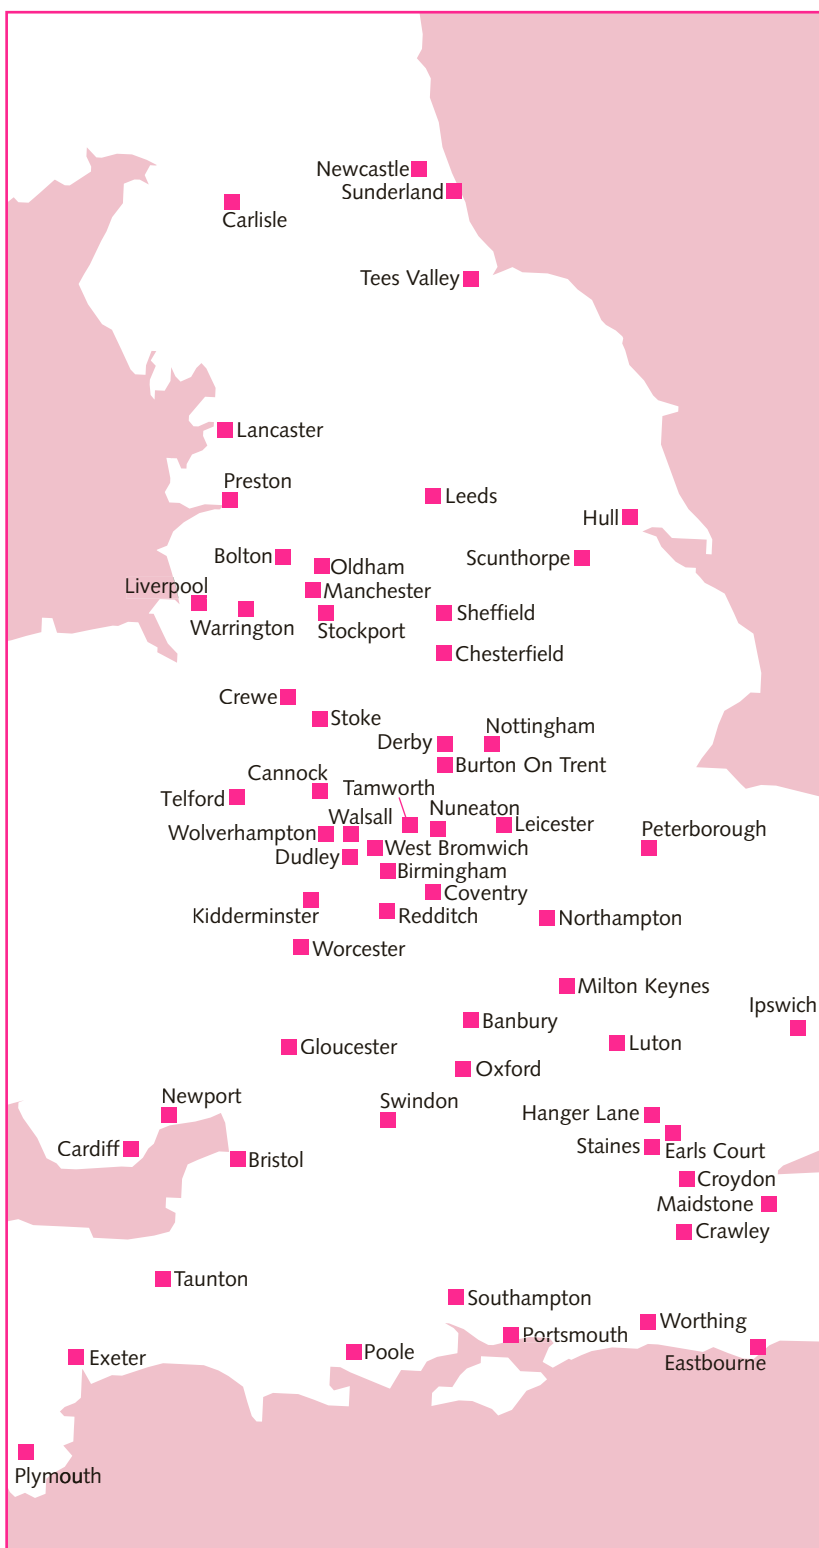 Newcastle
Sunderland
Carlisle
Tees Valley
Lancaster
Preston
Leeds
Hull
Bolton
Oldham
Scunthorpe
Liverpool
Manchester
Warrington
Stockport
Sheffield
Chesterfield
Crewe
Stoke
Nottingham
Derby
Burton On Trent
Cannock
Tamworth
Telford
Walsall
Nuneaton
Leicester
Wolverhampton
Peterborough
West Bromwich
Dudley
Birmingham
Coventry
Kidderminster
Redditch
Northampton
Worcester
Milton Keynes
Ipswich
Banbury
Luton
Gloucester
Oxford
Newport
Swindon
Hanger Lane
Cardiff
Staines
Earls Court
Bristol
Croydon
Maidstone
Crawley
Taunton
Southampton
Worthing
Portsmouth
Poole
Exeter
Eastbourne
Plymouth